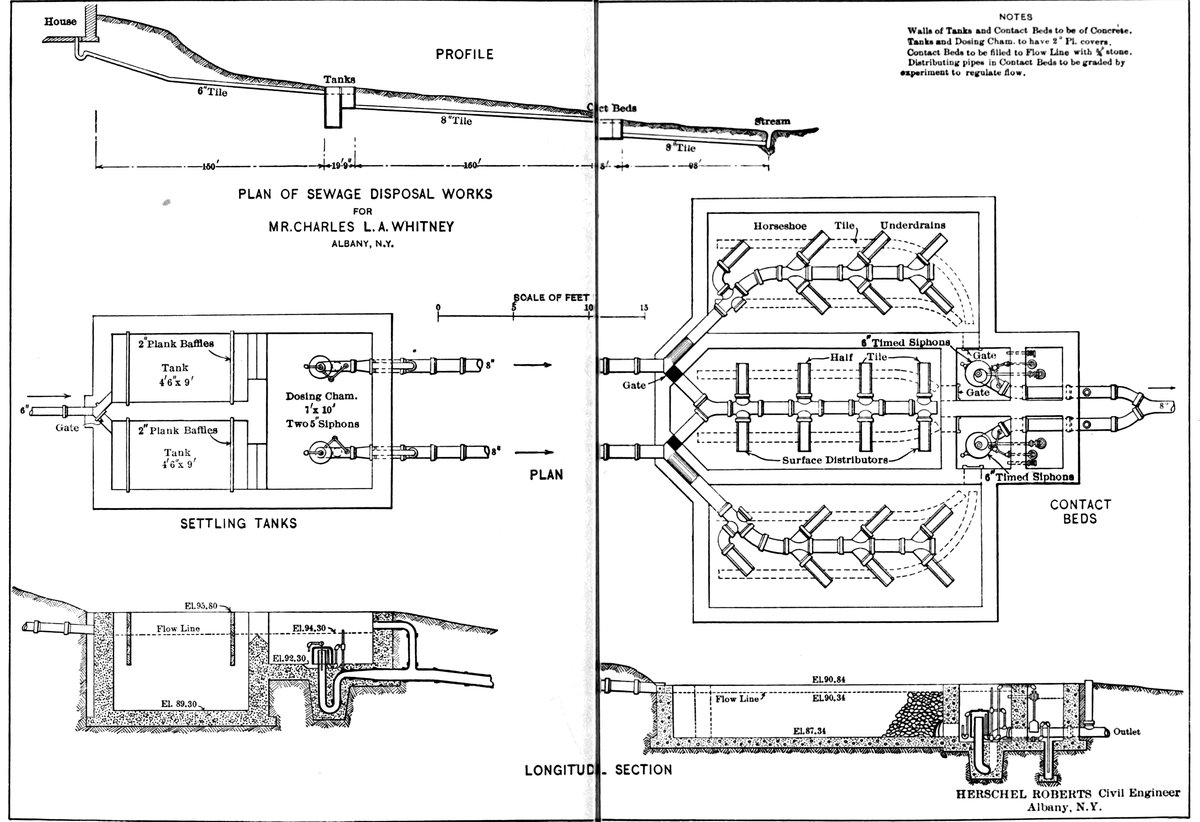 NOTES
Walls of Tanks and Contact Beds to be of Concrete.
Tanks and Dosing Cham. to have 2" Pl. covers.
Contact Beds to be filled to Flow Line with ¾ stone.
Distributing pipes in Contact Beds to be graded by
experiment to regulate flow.
House
PROFILE
Tanks
6" Tile
8" Tile
ct Beds
Stream
8" Tile
150'
19'9"
160'
98'
PLAN OF SEWAGE DISPOSAL WORKS
FOR
MR. CHARLES L. A. WHITNEY
ALBANY, N.Y.
SCALE OF FEET
0 5 10 15
2" Plank Baffles
Tank
4'6" x 9'
Dosing Cham.
7' x 10'
Two 5" Siphons
6"
Gate
2" Plank Baffles
Tank
4'6" x 9'
8"
8"
PLAN
SETTLING TANKS
Horseshoe Tile Underdrains
6" Timed Siphons
Gate
Half Tile
Gate
Gate
8"
Surface Distributors
6" Timed Siphons
CONTACT
BEDS
El.95.80
Flow Line
El.94.30
El.92.30
El. 89.30
El.90.84
Flow Line
El.90.34
El.87.34
Outlet
LONGITUD L SECTION
HERSCHEL ROBERTS Civil Engineer
Albany, N.Y.